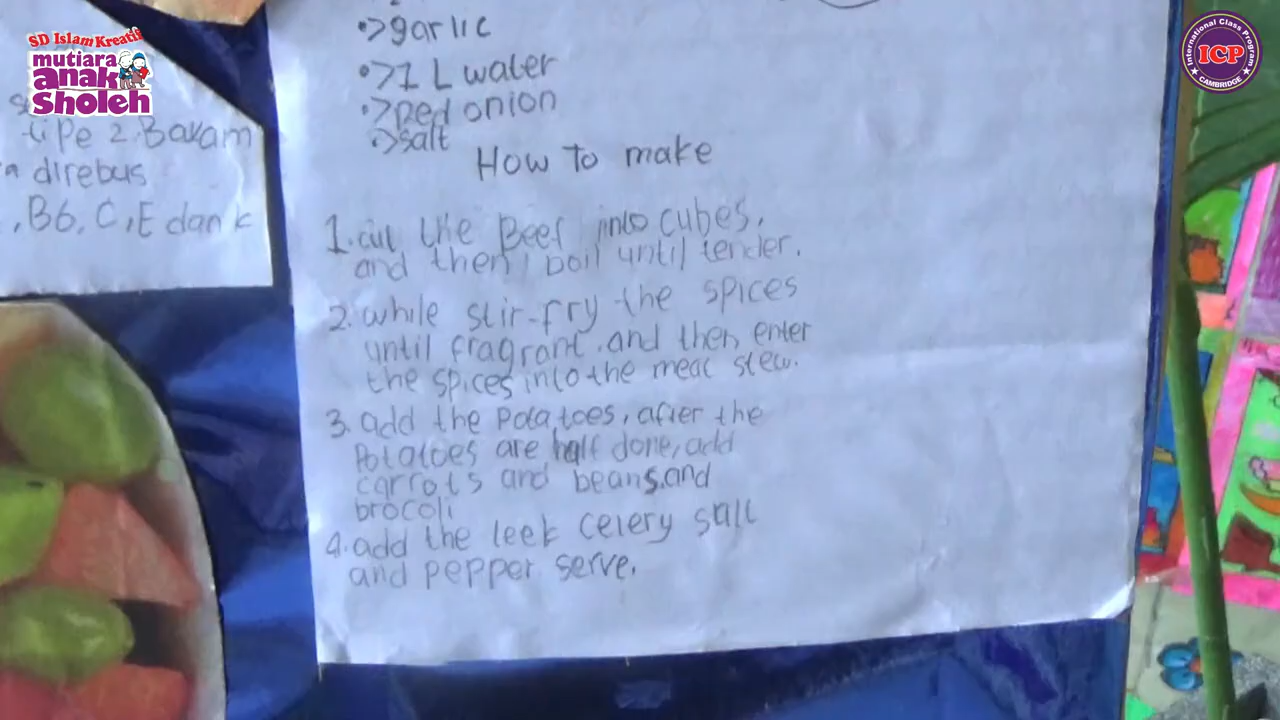 SD Islam Kreatif
mutiara
anak
Sholeh
International Class Program
ICP
CAMBRIDGE
tipe 2. Bayam
direbus
, B6, C, E dan k
•>garlic
•>1 L water
•>Red onion
•>salt
How To make
1. cut the Beef into cubes,
and then, boil until tender.
2. while stir-fry the spices
until fragrant. and then enter
the spices into the meat stew.
3. add the potatoes, after the
Potatoes are half done, add
carrots and beans.and
brocoli
4. add the leek celery salt
and pepper serve.